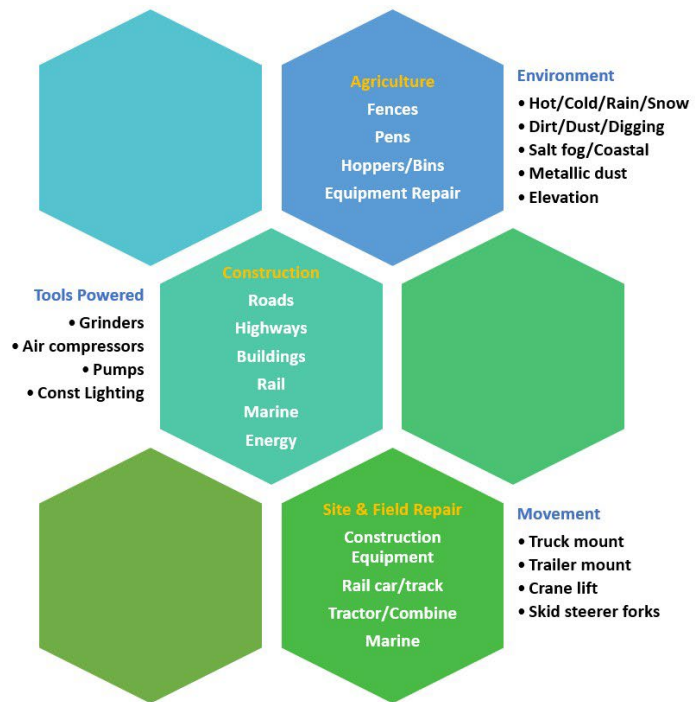 Agriculture
Fences
Pens
Hoppers/Bins
Equipment Repair
Environment
• Hot/Cold/Rain/Snow
• Dirt/Dust/Digging
• Salt fog/Coastal
• Metallic dust
• Elevation
Tools Powered
• Grinders
• Air compressors
• Pumps
• Const Lighting
Construction
Roads
Highways
Buildings
Rail
Marine
Energy
Site & Field Repair
Construction
Equipment
Rail car/track
Tractor/Combine
Marine
Movement
• Truck mount
• Trailer mount
• Crane lift
• Skid steerer forks